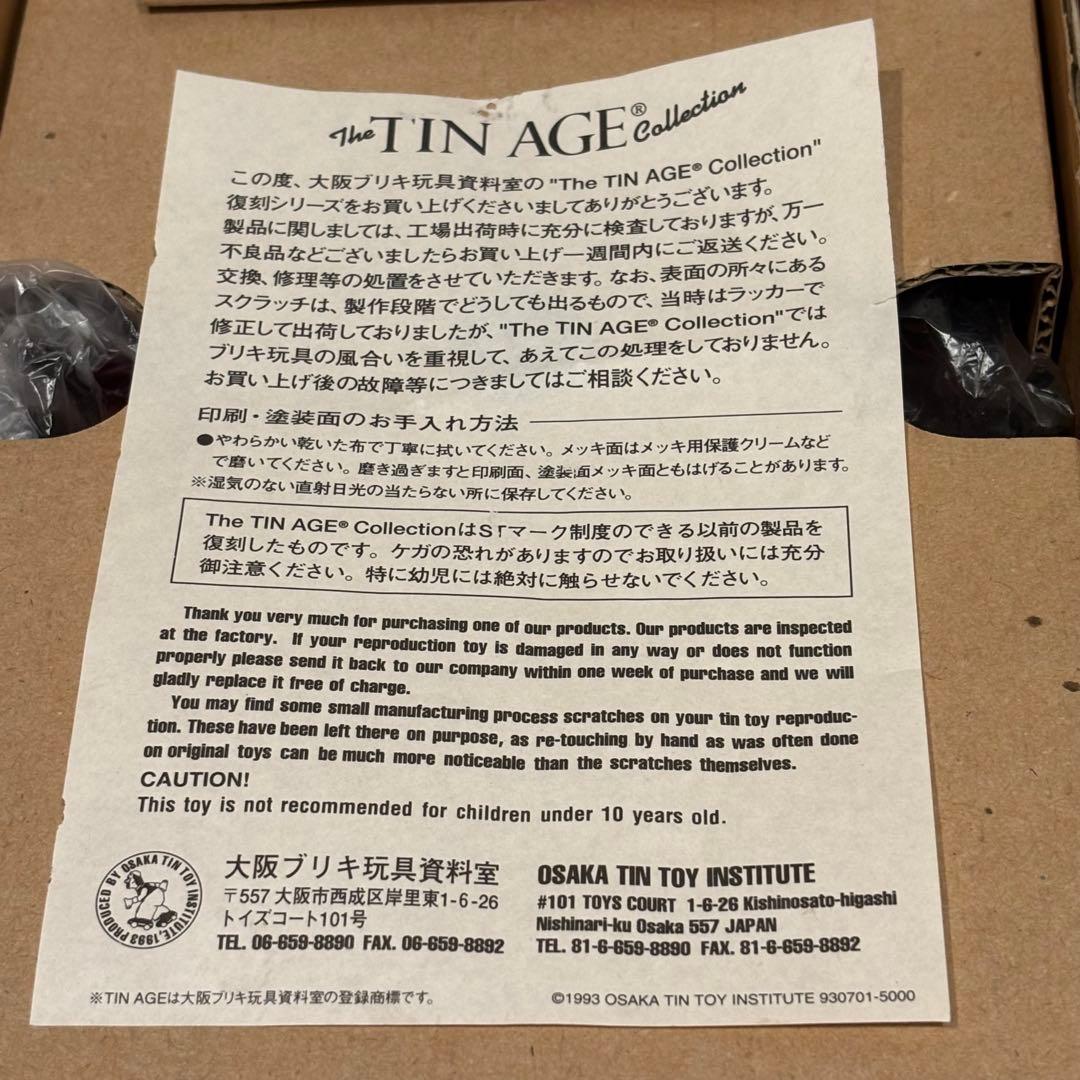 The TIN AGE® Collection
この度、大阪ブリキ玩具資料室の"The TIN AGE® Collection"
復刻シリーズをお買い上げくださいましてありがとうございます。
製品に関しましては、工場出荷時に充分に検査しておりますが、万一
不良品などございましたらお買い上げ一週間内にご返送ください。
交換、修理等の処置をさせていただきます。なお、表面の所々にある
スクラッチは、製作段階でどうしても出るもので、当時はラッカーで
修正して出荷しておりましたが、"The TIN AGE® Collection"では
ブリキ玩具の風合いを重視して、あえてこの処理をしておりません。
お買い上げ後の故障等につきましてはご相談ください。
印刷・塗装面のお手入れ方法
●やわらかい乾いた布で丁寧に拭いてください。メッキ面はメッキ用保護クリームなど
で磨いてください。磨き過ぎますと印刷面、塗装面メッキ面ともはげることがあります。
※湿気のない直射日光の当たらない所に保存してください。
The TIN AGE® CollectionはSTマーク制度のできる以前の製品を
復刻したものです。ケガの恐れがありますのでお取り扱いには充分
御注意ください。特に幼児には絶対に触らせないでください。
Thank you very much for purchasing one of our products. Our products are inspected
at the factory. If your reproduction toy is damaged in any way or does not function
properly please send it back to our company within one week of purchase and we will
gladly replace it free of charge.
You may find some small manufacturing process scratches on your tin toy reproduc-
tion. These have been left there on purpose, as re-touching by hand as was often done
on original toys can be much more noticeable than the scratches themselves.
CAUTION!
This toy is not recommended for children under 10 years old.
PRODUCED BY OSAKA TIN TOY INSTITUTE, 1993
大阪ブリキ玩具資料室
〒557 大阪市西成区岸里東1-6-26
トイズコート101号
TEL. 06-659-8890 FAX. 06-659-8892
OSAKA TIN TOY INSTITUTE
#101 TOYS COURT 1-6-26 Kishinosato-higashi
Nishinari-ku Osaka 557 JAPAN
TEL. 81-6-659-8890 FAX. 81-6-659-8892
※TIN AGEは大阪ブリキ玩具資料室の登録商標です。
©1993 OSAKA TIN TOY INSTITUTE 930701-5000